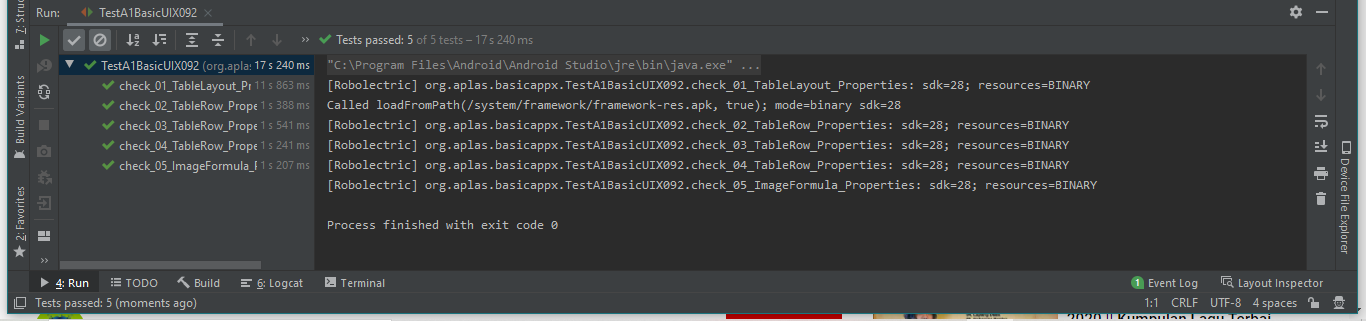 7: Struc
Run: TestA1BasicUIX092
Tests passed: 5 of 5 tests – 17 s 240 ms
TestA1BasicUIX092 (org.aplas. 17 s 240 ms
check_01_TableLayout_Pr 11 s 863 ms
check_02_TableRow_Prope 1 s 388 ms
check_03_TableRow_Prope 1 s 541 ms
check_04_TableRow_Prope 1 s 241 ms
check_05_ImageFormula_P 1 s 207 ms
"C:\Program Files\Android\Android Studio\jre\bin\java.exe" ...
[Robolectric] org.aplas.basicappx.TestA1BasicUIX092.check_01_TableLayout_Properties: sdk=28; resources=BINARY
Called loadFromPath(/system/framework/framework-res.apk, true); mode=binary sdk=28
[Robolectric] org.aplas.basicappx.TestA1BasicUIX092.check_02_TableRow_Properties: sdk=28; resources=BINARY
[Robolectric] org.aplas.basicappx.TestA1BasicUIX092.check_03_TableRow_Properties: sdk=28; resources=BINARY
[Robolectric] org.aplas.basicappx.TestA1BasicUIX092.check_04_TableRow_Properties: sdk=28; resources=BINARY
[Robolectric] org.aplas.basicappx.TestA1BasicUIX092.check_05_ImageFormula_Properties: sdk=28; resources=BINARY
Process finished with exit code 0
Build Variants
2: Favorites
Device File Explorer
4: Run TODO Build 6: Logcat Terminal 1 Event Log Layout Inspector
Tests passed: 5 (moments ago) 1:1 CRLF UTF-8 4 spaces
2020 || Kumpulan Lagu Terbai